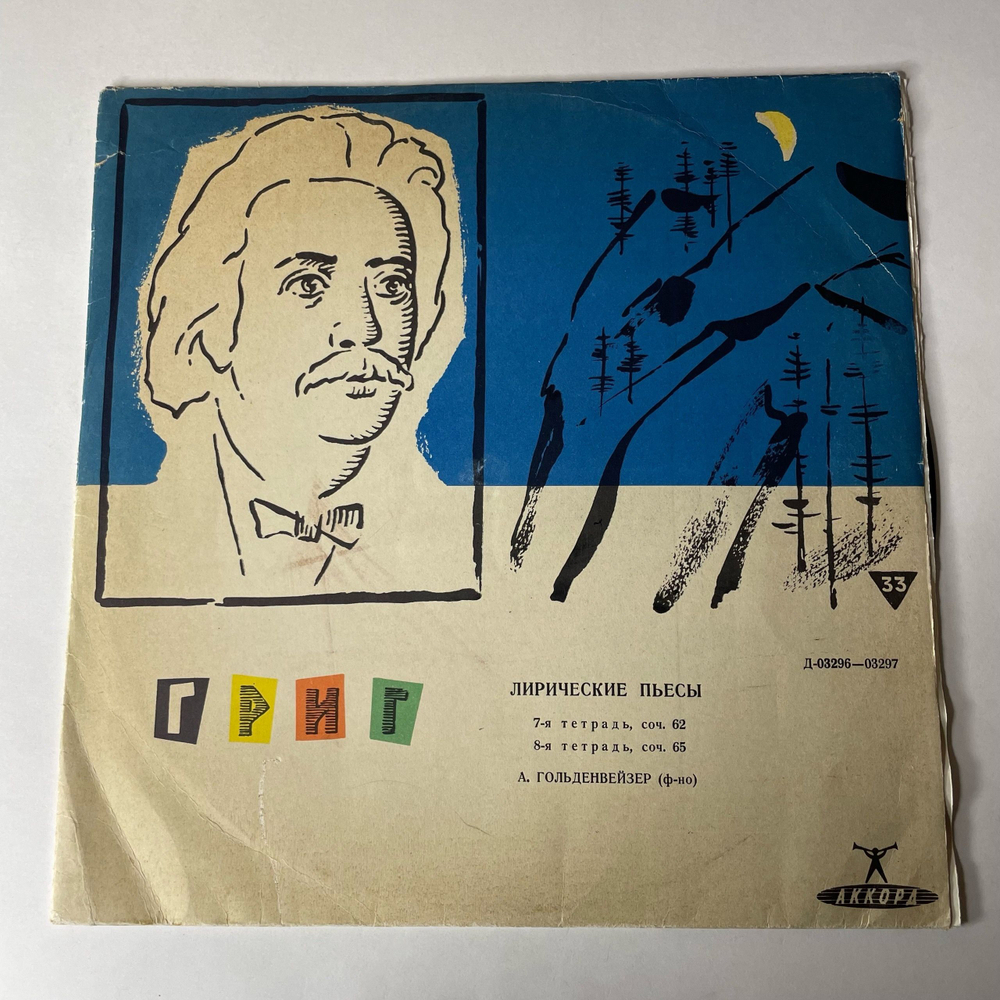 33
Д-03296—03297
ГРИГ
ЛИРИЧЕСКИЕ ПЬЕСЫ
7-я тетрадь, соч. 62
8-я тетрадь, соч. 65
А. ГОЛЬДЕНВЕЙЗЕР (ф-но)
АККОРД